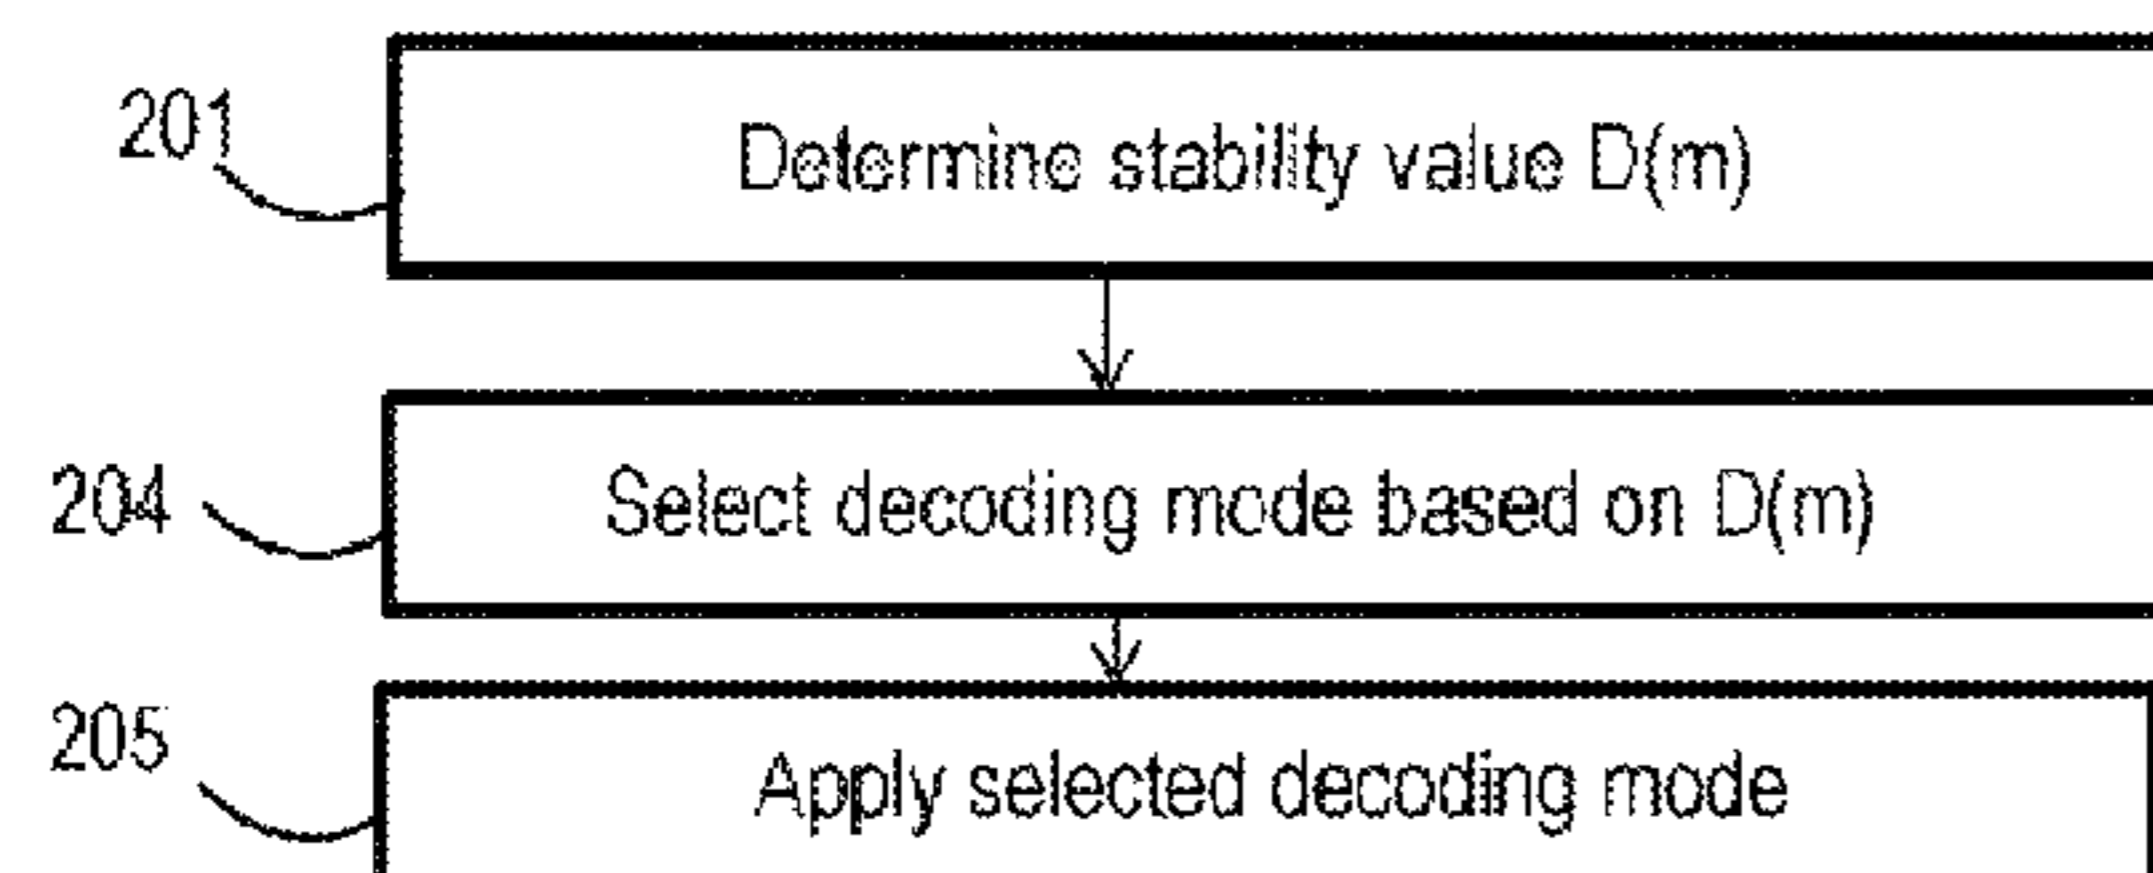 201
Determine stability value D(m)
204
Select decoding mode based on D(m)
205
Apply selected decoding mode